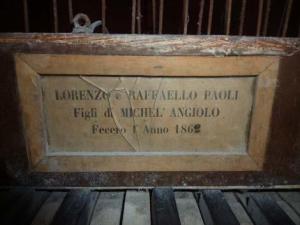 LORENZO e RAFFAELLO PAOLI
Figli di MICHEL' ANGIOLO
Fecero l' Anno 1862